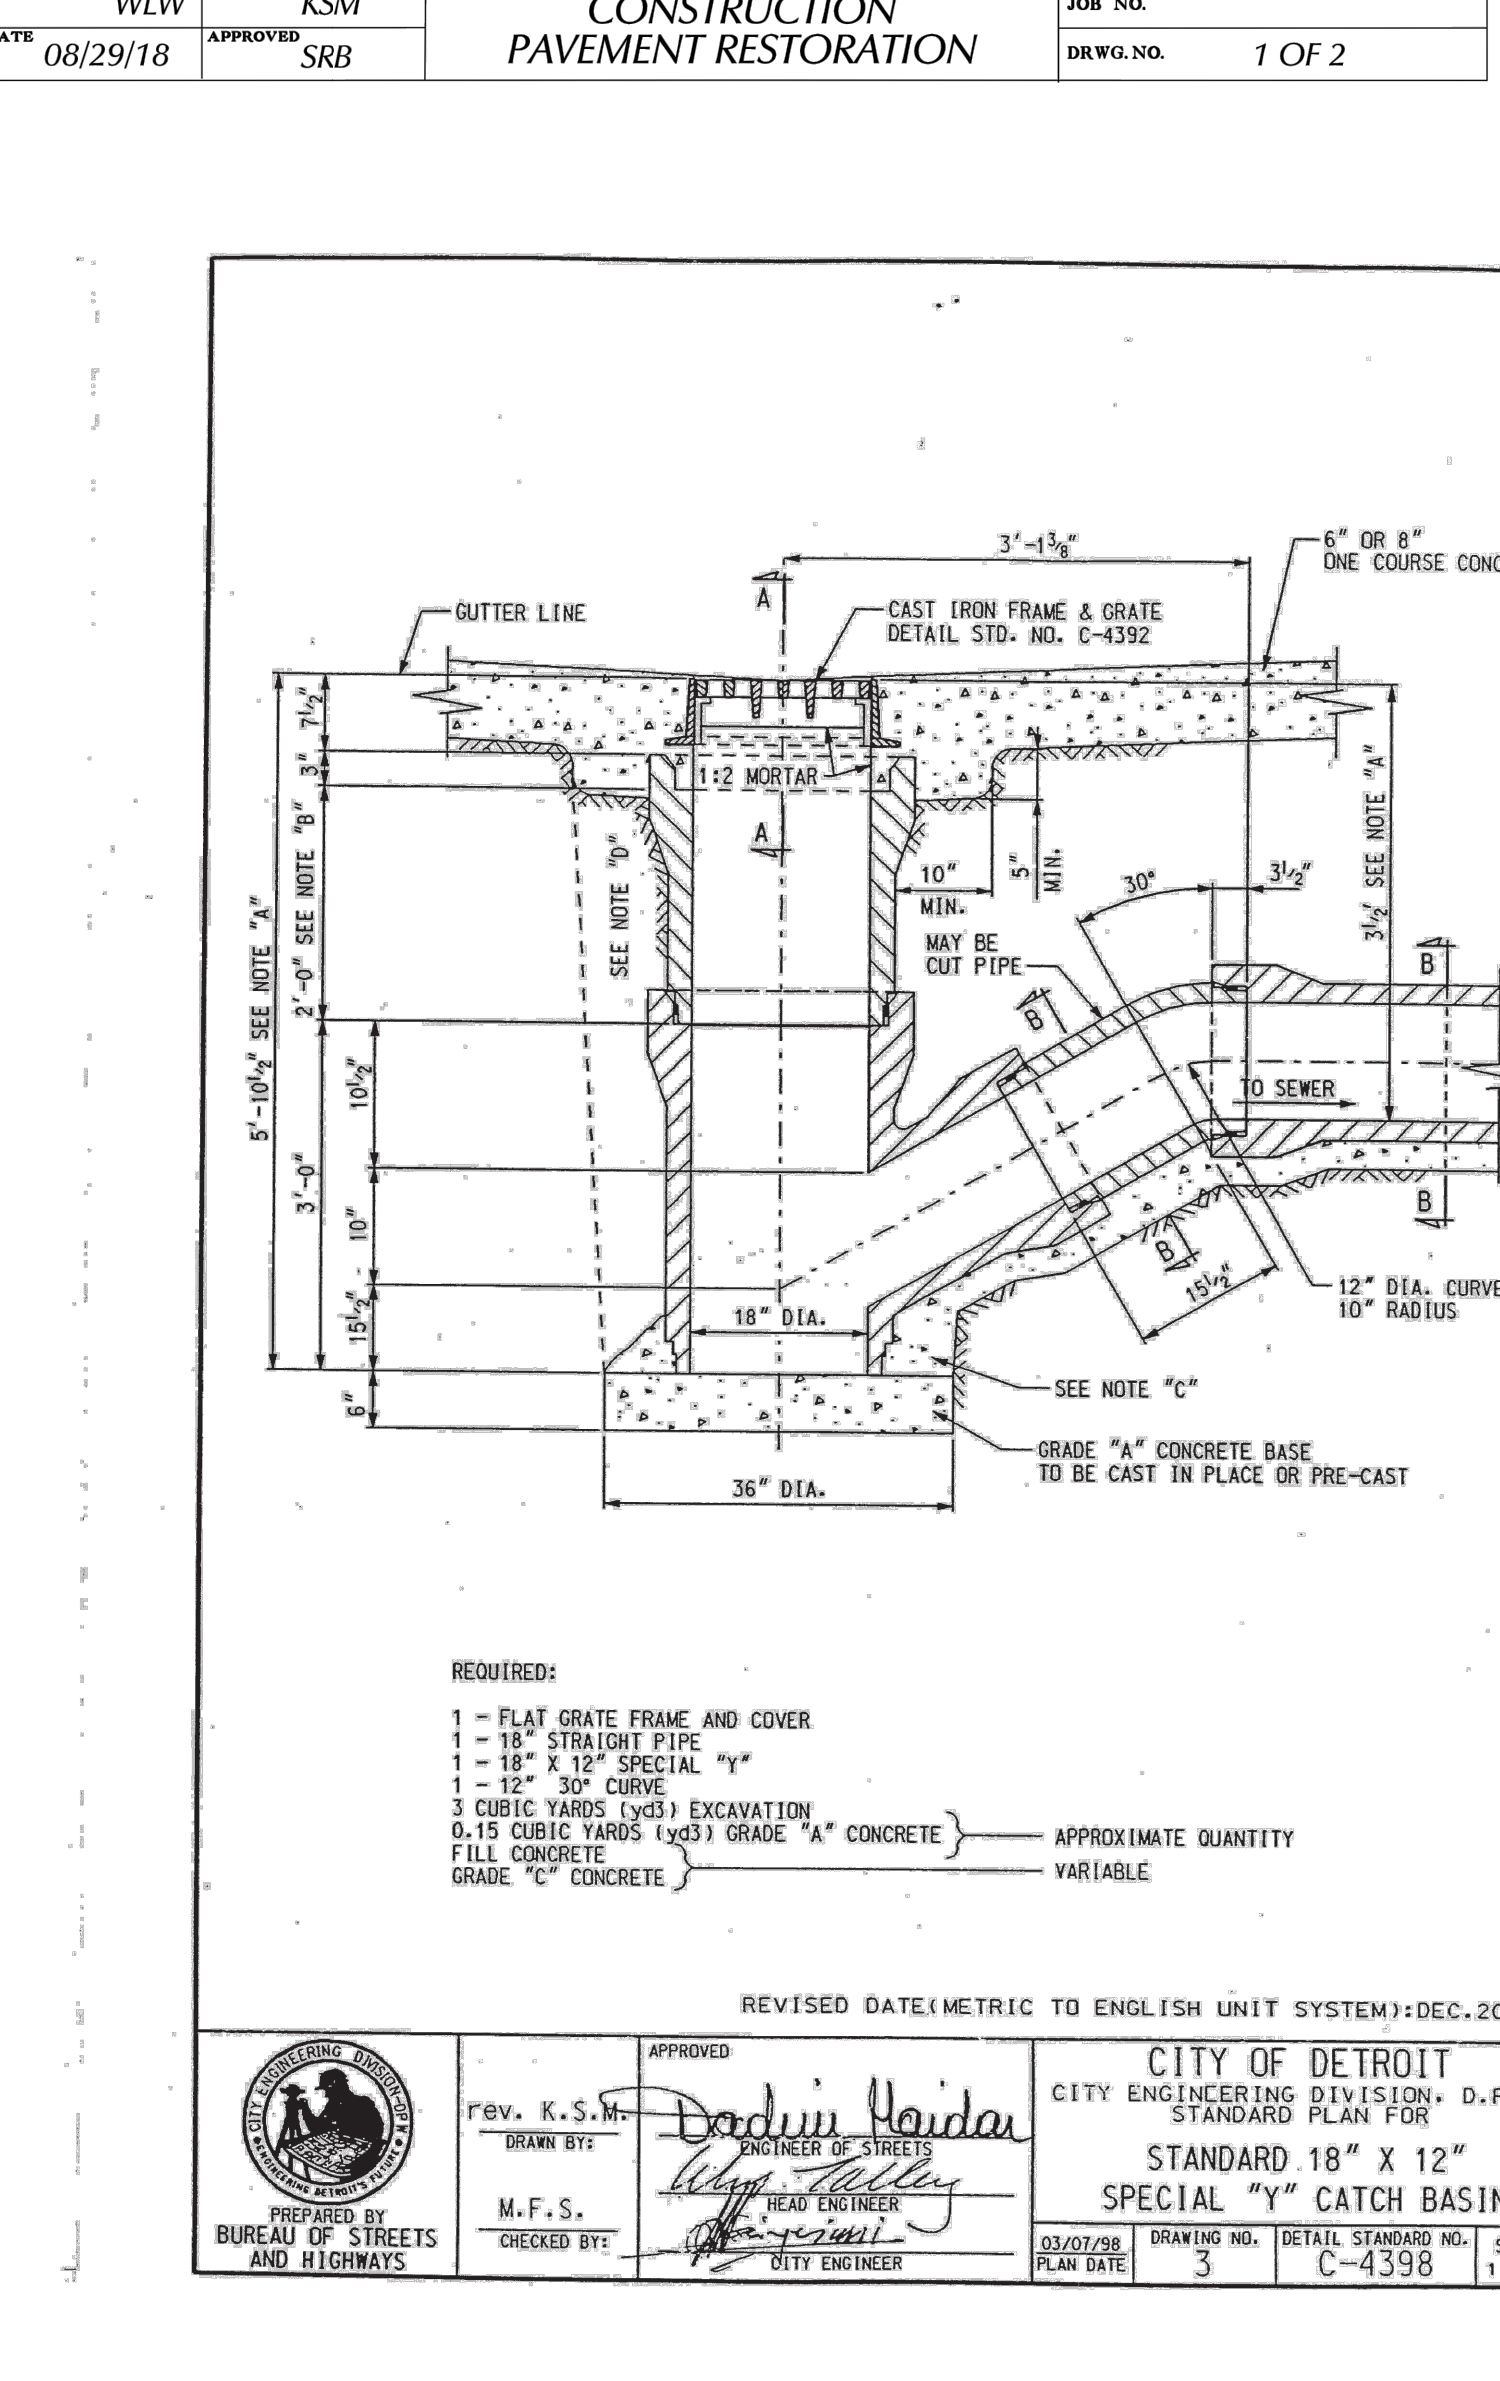 WLW
KSM
CONSTRUCTION
JOB NO.
ATE
08/29/18
APPROVED
SRB
PAVEMENT RESTORATION
DRWG. NO.
1 OF 2
3'-1 3/8"
6" OR 8"
ONE COURSE CONC
A
GUTTER LINE
CAST IRON FRAME & GRATE
DETAIL STD. NO. C-4392
7 1/2"
3"
1:2 MORTAR
A
2'-0" SEE NOTE "B"
SEE NOTE "D"
5'-10 1/2" SEE NOTE "A"
10"
MIN.
5"
MIN.
30°
3 1/2"
3 1/2' SEE NOTE "A"
MAY BE
CUT PIPE
B
B
10 1/2"
TO SEWER
3'-0"
10"
B
B
15 1/2"
15 1/2"
12" DIA. CURVE
10" RADIUS
18" DIA.
SEE NOTE "C"
6"
GRADE "A" CONCRETE BASE
TO BE CAST IN PLACE OR PRE-CAST
36" DIA.
REQUIRED:
1 - FLAT GRATE FRAME AND COVER
1 - 18" STRAIGHT PIPE
1 - 18" X 12" SPECIAL "Y"
1 - 12" 30° CURVE
3 CUBIC YARDS (yd3) EXCAVATION
0.15 CUBIC YARDS (yd3) GRADE "A" CONCRETE
APPROXIMATE QUANTITY
FILL CONCRETE
GRADE "C" CONCRETE
VARIABLE
REVISED DATE(METRIC TO ENGLISH UNIT SYSTEM):DEC.20
CITY ENGINEERING DIVISION-DPW
ENGINEERING DETROIT'S FUTURE
PREPARED BY
BUREAU OF STREETS
AND HIGHWAYS
rev. K.S.M.
DRAWN BY:
M.F.S.
CHECKED BY:
APPROVED
ENGINEER OF STREETS
HEAD ENGINEER
CITY ENGINEER
CITY OF DETROIT
CITY ENGINEERING DIVISION. D.P
STANDARD PLAN FOR
STANDARD 18" X 12"
SPECIAL "Y" CATCH BASIN
03/07/98
PLAN DATE
DRAWING NO.
3
DETAIL STANDARD NO.
C-4398